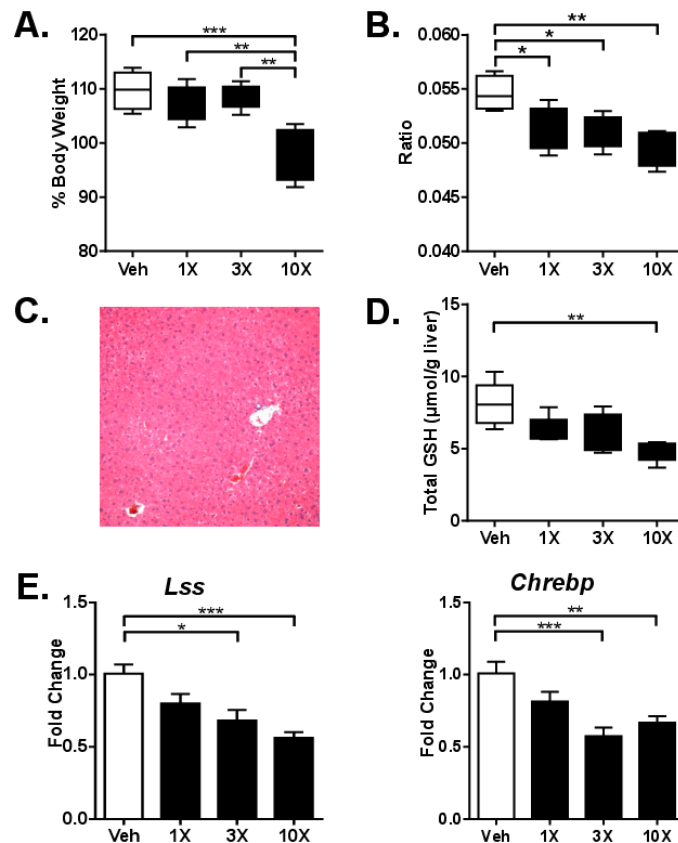 A.
***
**
**
% Body Weight
120
110
100
90
80
Veh 1X 3X 10X
B.
**
*
*
Ratio
0.060
0.055
0.050
0.045
0.040
Veh 1X 3X 10X
C.
D.
**
Total GSH (µmol/g liver)
15
10
5
0
Veh 1X 3X 10X
E.
Lss
***
*
Fold Change
1.5
1.0
0.5
0.0
Veh 1X 3X 10X
Chrebp
**
***
Fold Change
1.5
1.0
0.5
0.0
Veh 1X 3X 10X